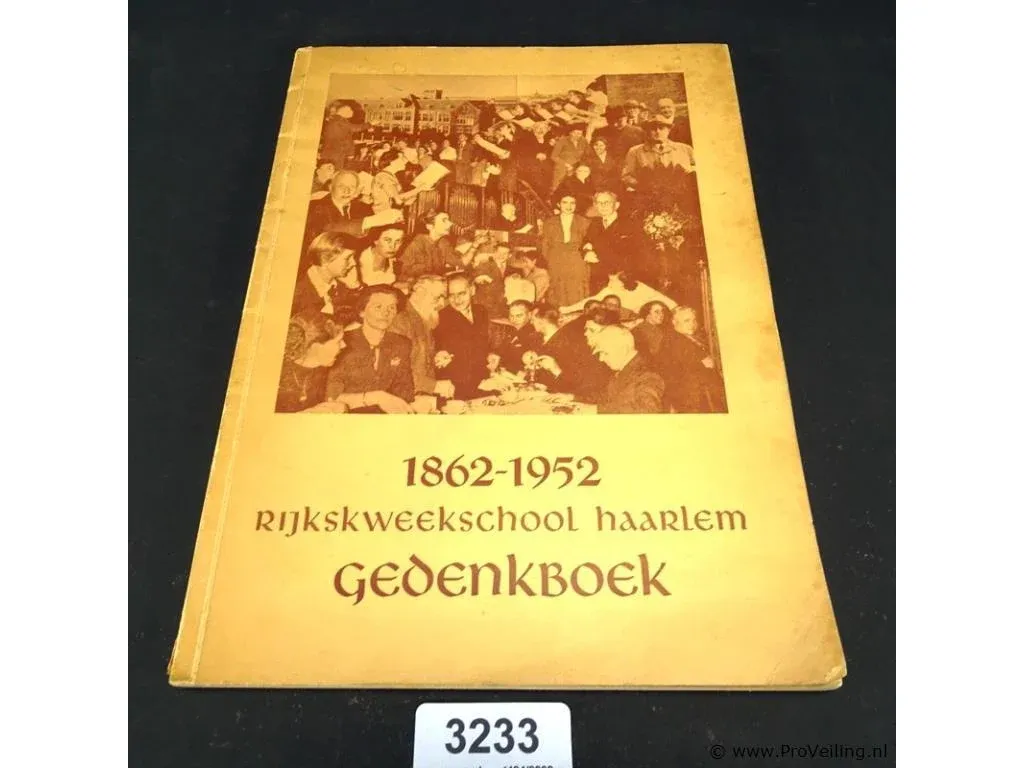 1862-1952
Rijkskweekschool Haarlem
Gedenkboek
3233
© www.ProVeiling.nl